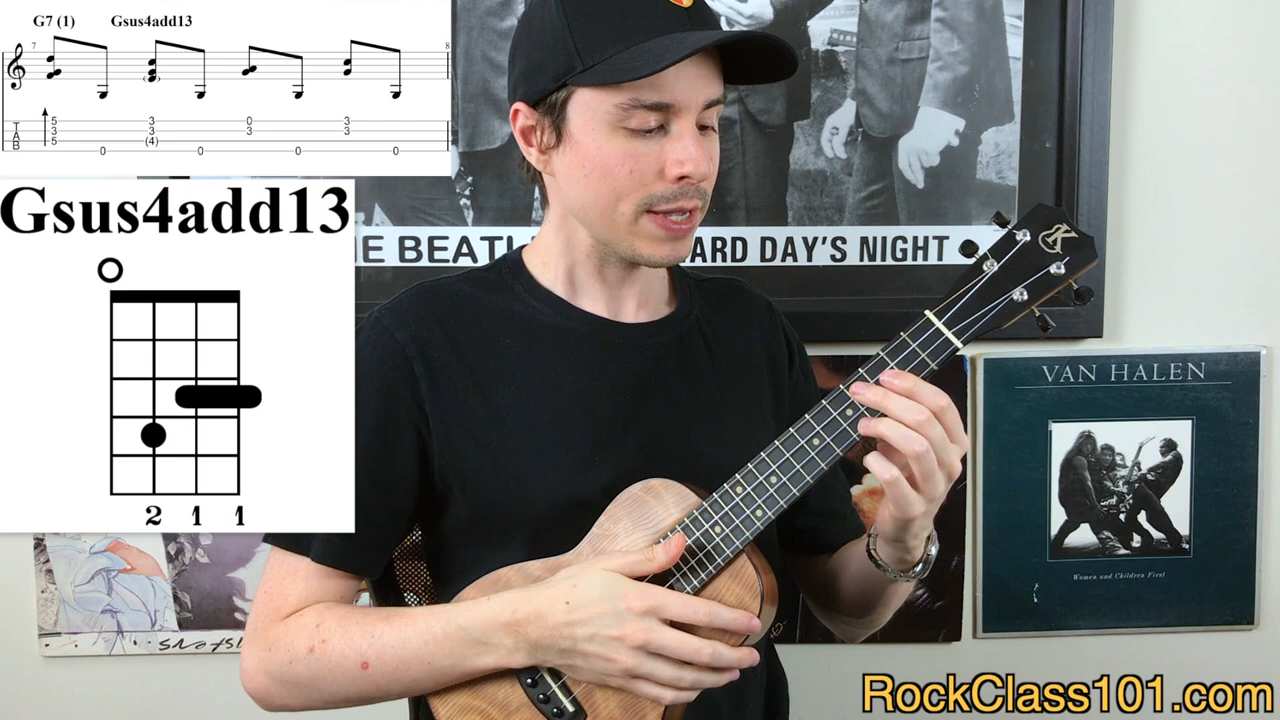 G7 (1) Gsus4add13
7 8
5 3 0 3
3 3 3 3
5 (4)
0 0 0 0
T
A
B
Gsus4add13
2 1 1
HE BEATL ARD DAY'S NIGHT
K
VAN HALEN
Women and Children First
RockClass101.com